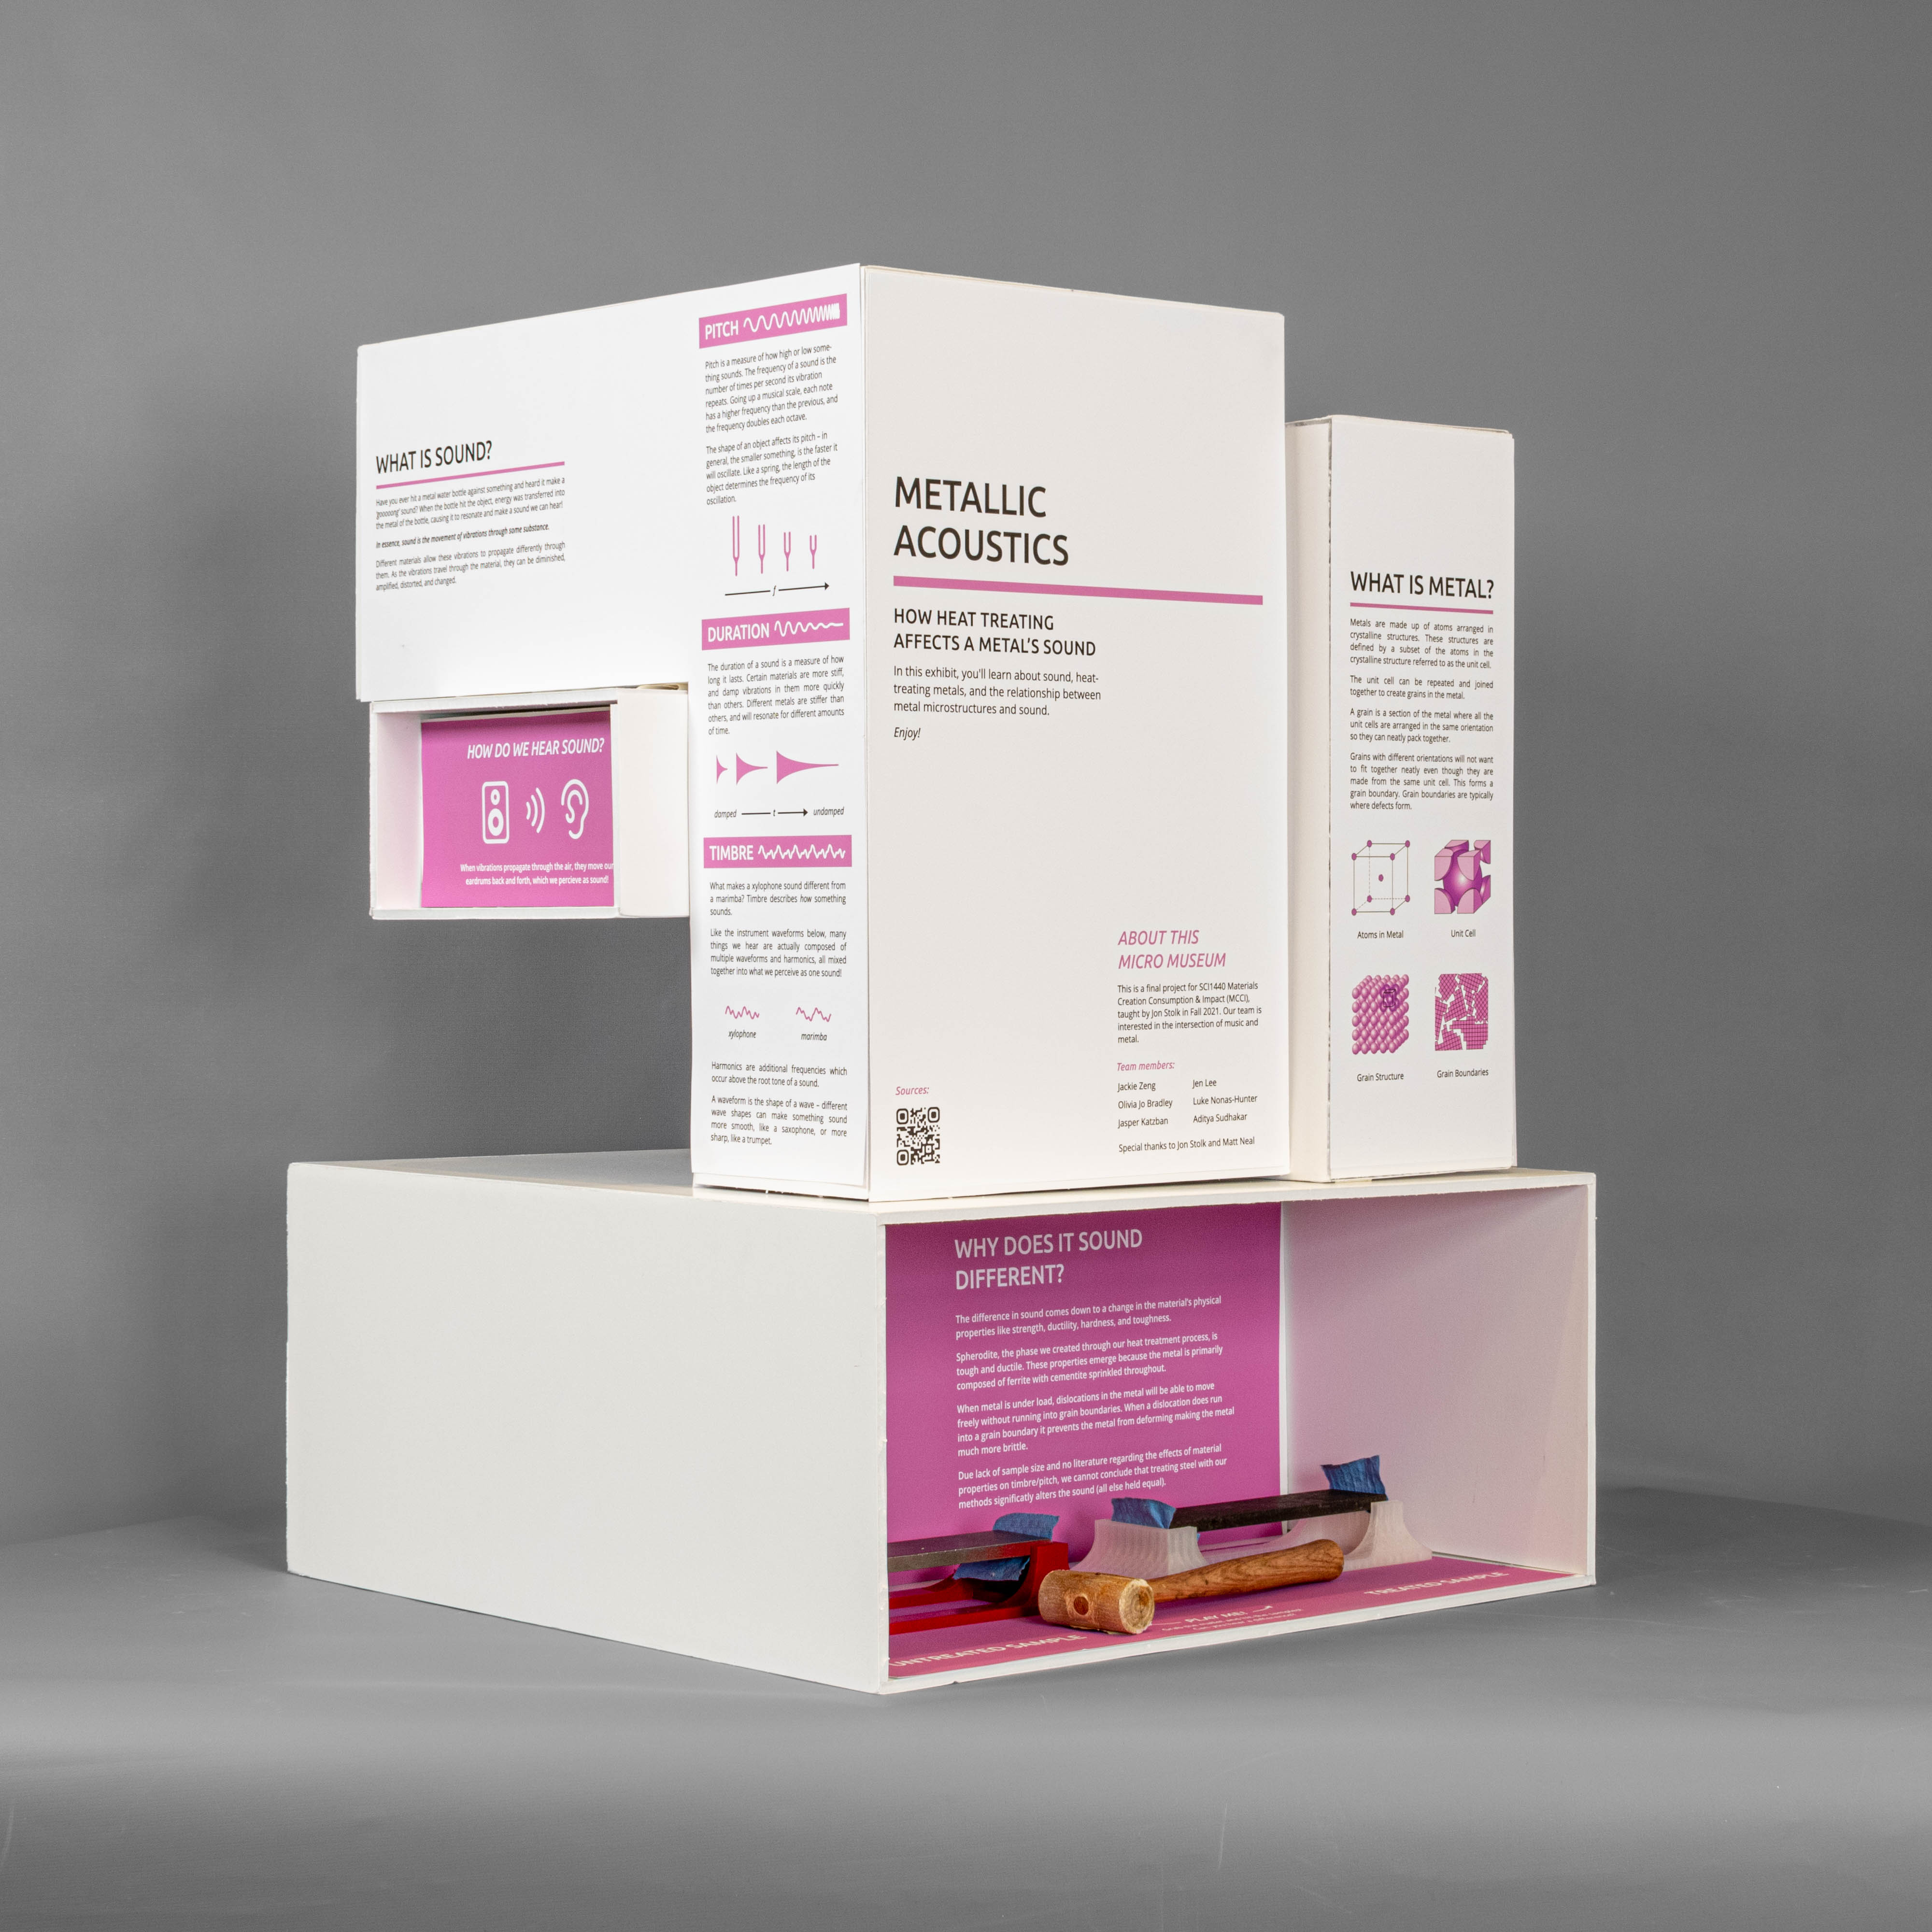 WHAT IS SOUND?
Have you ever hit a metal water bottle against something and heard it make a
'gooooong' sound? When the bottle hit the object, energy was transferred into
the metal of the bottle, causing it to resonate and make a sound we can hear!
In essence, sound is the movement of vibrations through some substance.
Different materials allow these vibrations to propagate differently through
them. As the vibrations travel through the material, they can be diminished,
amplified, distorted, and changed.
HOW DO WE HEAR SOUND?
When vibrations propagate through the air, they move our
eardrums back and forth, which we percieve as sound!
PITCH
Pitch is a measure of how high or low some-
thing sounds. The frequency of a sound is the
number of times per second its vibration
repeats. Going up a musical scale, each note
has a higher frequency than the previous, and
the frequency doubles each octave.
The shape of an object affects its pitch – in
general, the smaller something, is the faster it
will oscillate. Like a spring, the length of the
object determines the frequency of its
oscillation.
f
DURATION
The duration of a sound is a measure of how
long it lasts. Certain materials are more stiff,
and damp vibrations in them more quickly
than others. Different metals are stiffer than
others, and will resonate for different amounts
of time.
damped t undamped
TIMBRE
What makes a xylophone sound different from
a marimba? Timbre describes how something
sounds.
Like the instrument waveforms below, many
things we hear are actually composed of
multiple waveforms and harmonics, all mixed
together into what we perceive as one sound!
xylophone marimba
Harmonics are additional frequencies which
occur above the root tone of a sound.
A waveform is the shape of a wave – different
wave shapes can make something sound
more smooth, like a saxophone, or more
sharp, like a trumpet.
METALLIC
ACOUSTICS
HOW HEAT TREATING
AFFECTS A METAL'S SOUND
In this exhibit, you'll learn about sound, heat-
treating metals, and the relationship between
metal microstructures and sound.
Enjoy!
Sources:
ABOUT THIS
MICRO MUSEUM
This is a final project for SCI1440 Materials
Creation Consumption & Impact (MCCI),
taught by Jon Stolk in Fall 2021. Our team is
interested in the intersection of music and
metal.
Team members:
Jackie Zeng Jen Lee
Olivia Jo Bradley Luke Nonas-Hunter
Jasper Katzban Aditya Sudhakar
Special thanks to Jon Stolk and Matt Neal
WHAT IS METAL?
Metals are made up of atoms arranged in
crystalline structures. These structures are
defined by a subset of the atoms in the
crystalline structure referred to as the unit cell.
The unit cell can be repeated and joined
together to create grains in the metal.
A grain is a section of the metal where all the
unit cells are arranged in the same orientation
so they can neatly pack together.
Grains with different orientations will not want
to fit together neatly even though they are
made from the same unit cell. This forms a
grain boundary. Grain boundaries are typically
where defects form.
Atoms in Metal Unit Cell
Grain Structure Grain Boundaries
WHY DOES IT SOUND
DIFFERENT?
The difference in sound comes down to a change in the material's physical
properties like strength, ductility, hardness, and toughness.
Spherodite, the phase we created through our heat treatment process, is
tough and ductile. These properties emerge because the metal is primarily
composed of ferrite with cementite sprinkled throughout.
When metal is under load, dislocations in the metal will be able to move
freely without running into grain boundaries. When a dislocation does run
into a grain boundary it prevents the metal from deforming making the metal
much more brittle.
Due lack of sample size and no literature regarding the effects of material
properties on timbre/pitch, we cannot conclude that treating steel with our
methods significatly alters the sound (all else held equal).
UNTREATED SAMPLE
PLAY ME!
TREATED SAMPLE